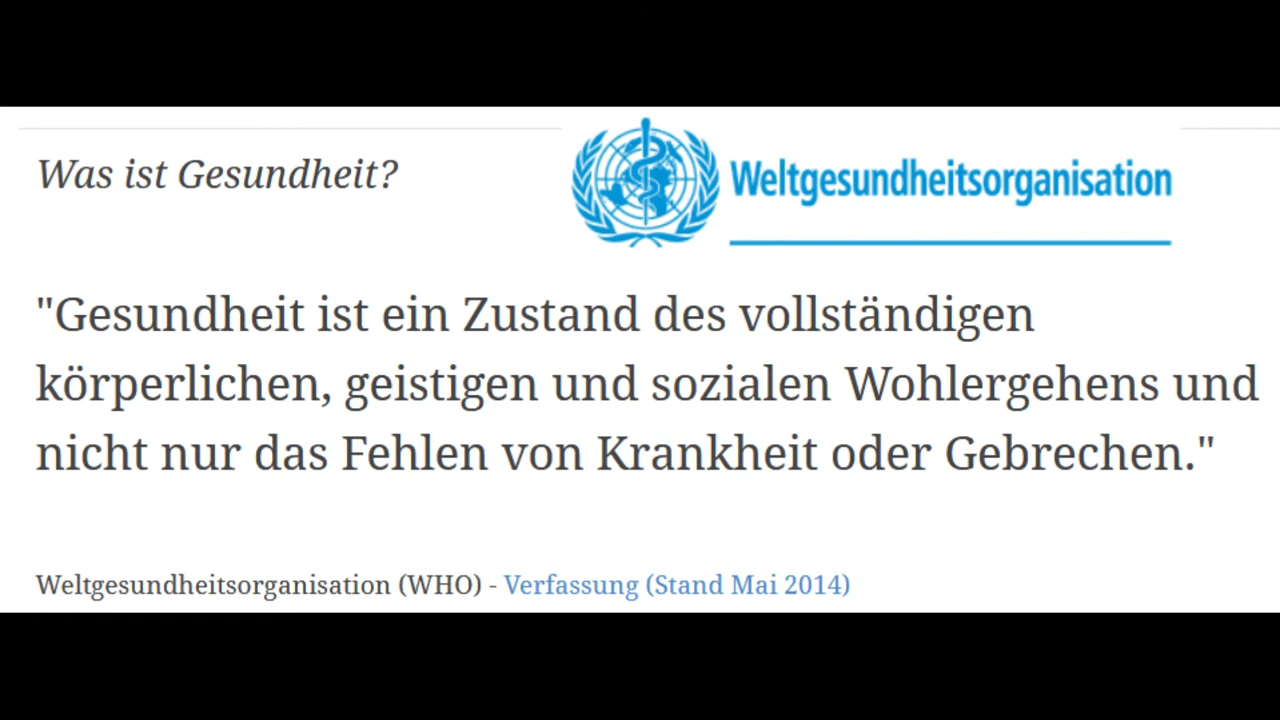 Was ist Gesundheit?
Weltgesundheitsorganisation
"Gesundheit ist ein Zustand des vollständigen
körperlichen, geistigen und sozialen Wohlergehens und
nicht nur das Fehlen von Krankheit oder Gebrechen."
Weltgesundheitsorganisation (WHO) - Verfassung (Stand Mai 2014)